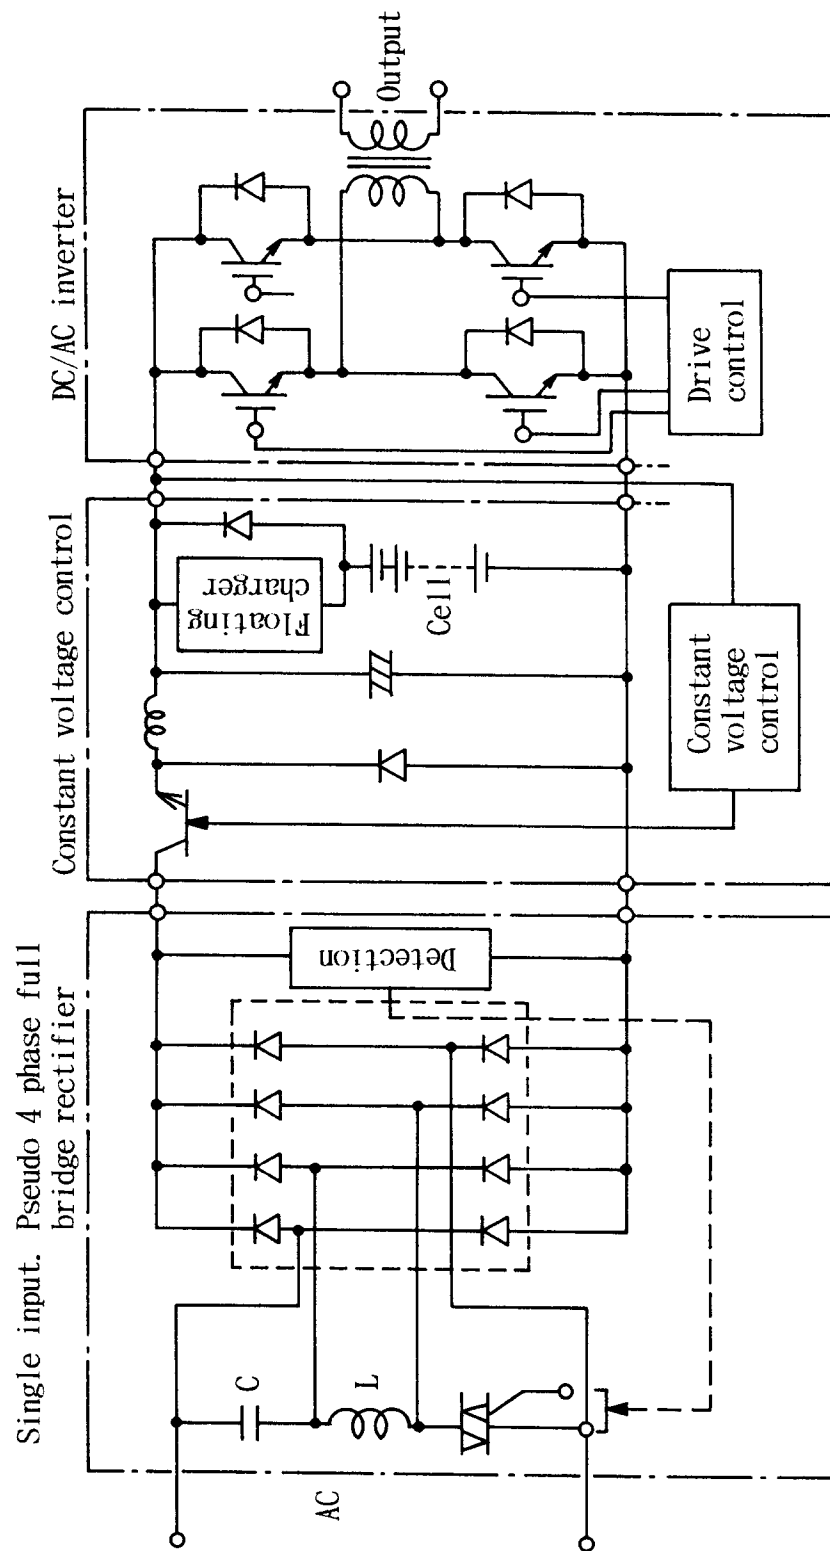 Single input. Pseudo 4 phase full
bridge rectifier
Constant voltage control
DC/AC inverter
AC
C
L
Detection
Floating
charger
Cell
Constant
voltage
control
Drive
control
Output